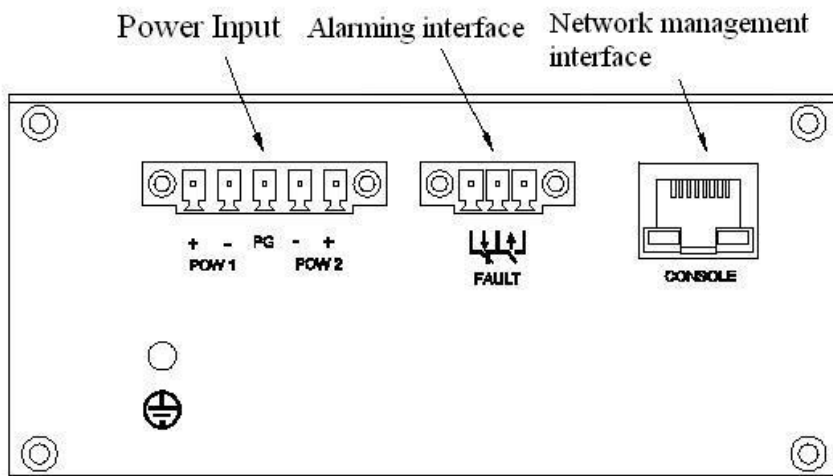 Power Input
Alarming interface
Network management
interface
+ - PG - +
POW 1
POW 2
FAULT
CONSOLE